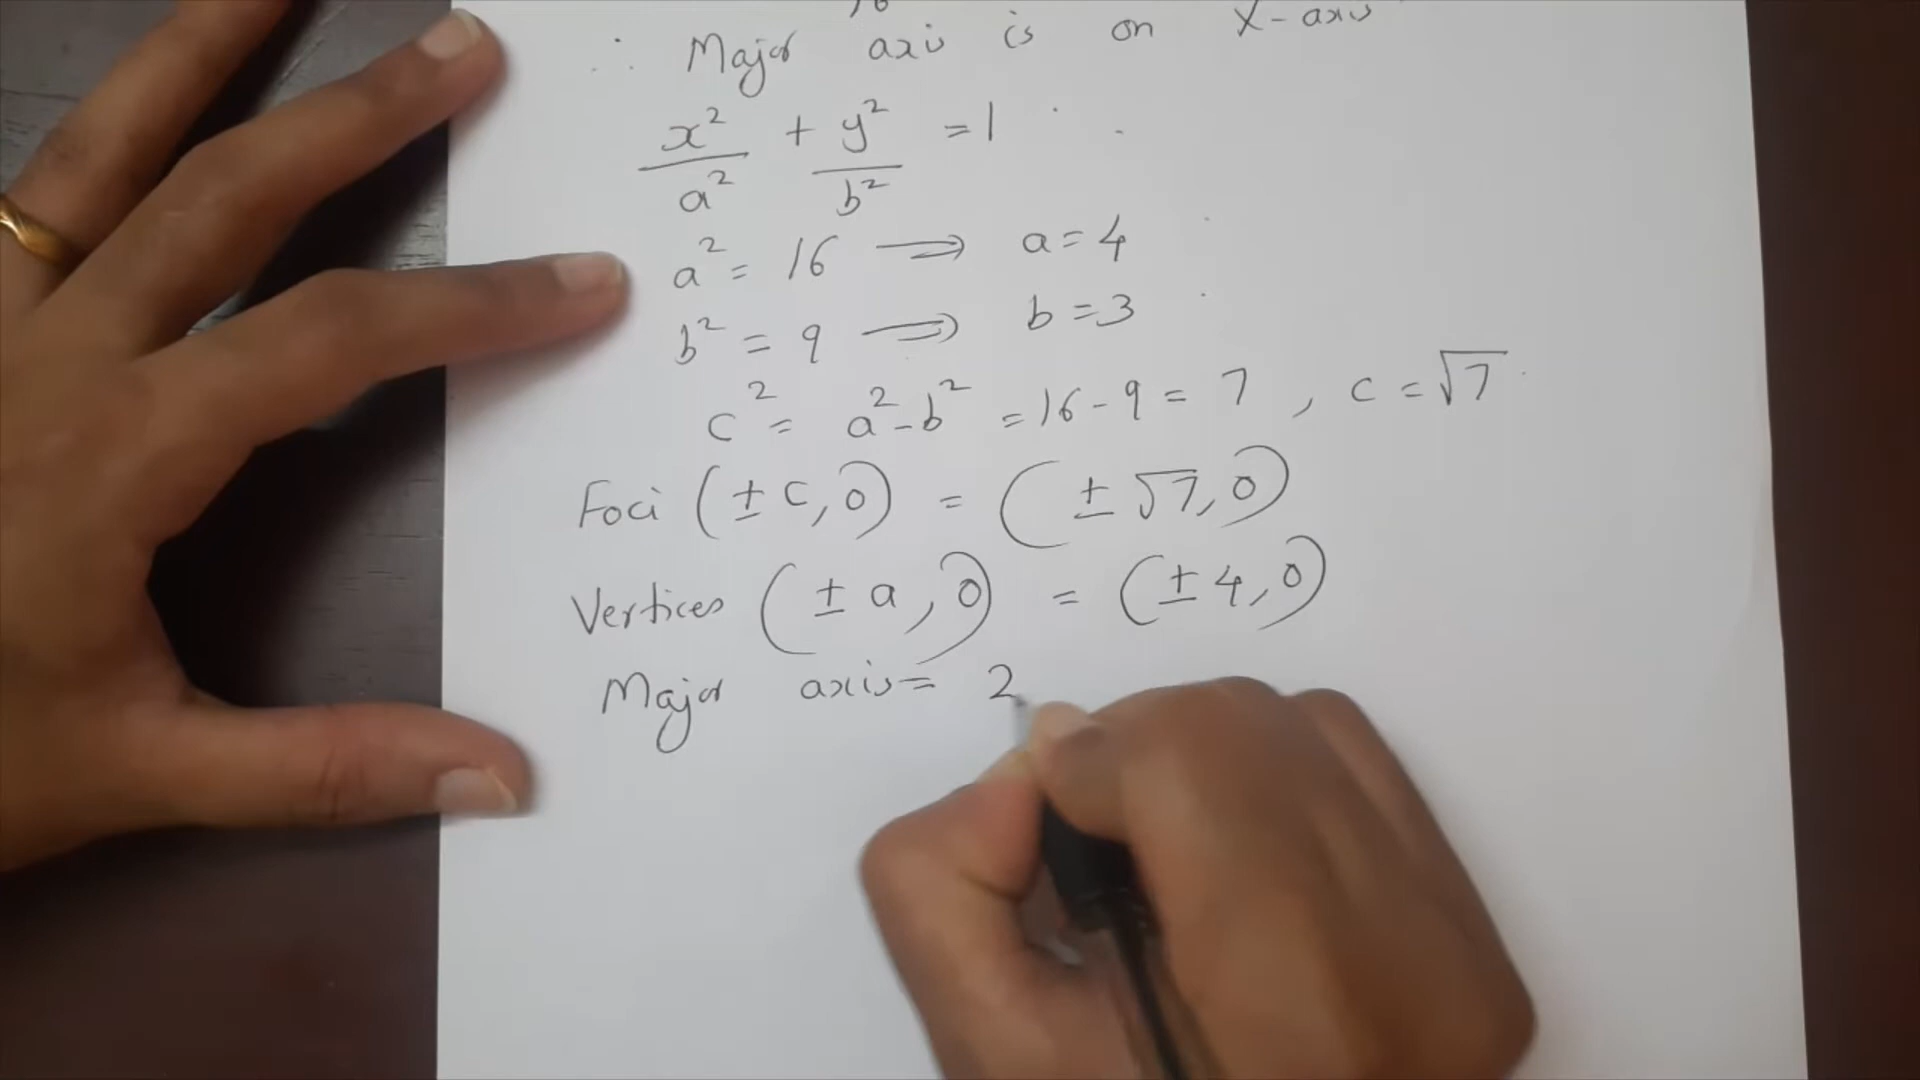 ∴ Major axis is on X-axis
x²/a² + y²/b² = 1
a² = 16 ⟹ a = 4
b² = 9 ⟹ b = 3
c² = a² - b² = 16 - 9 = 7 , c = √7
Foci (± c, 0) = (± √7, 0)
Vertices (± a, 0) = (± 4, 0)
Major axis = 2